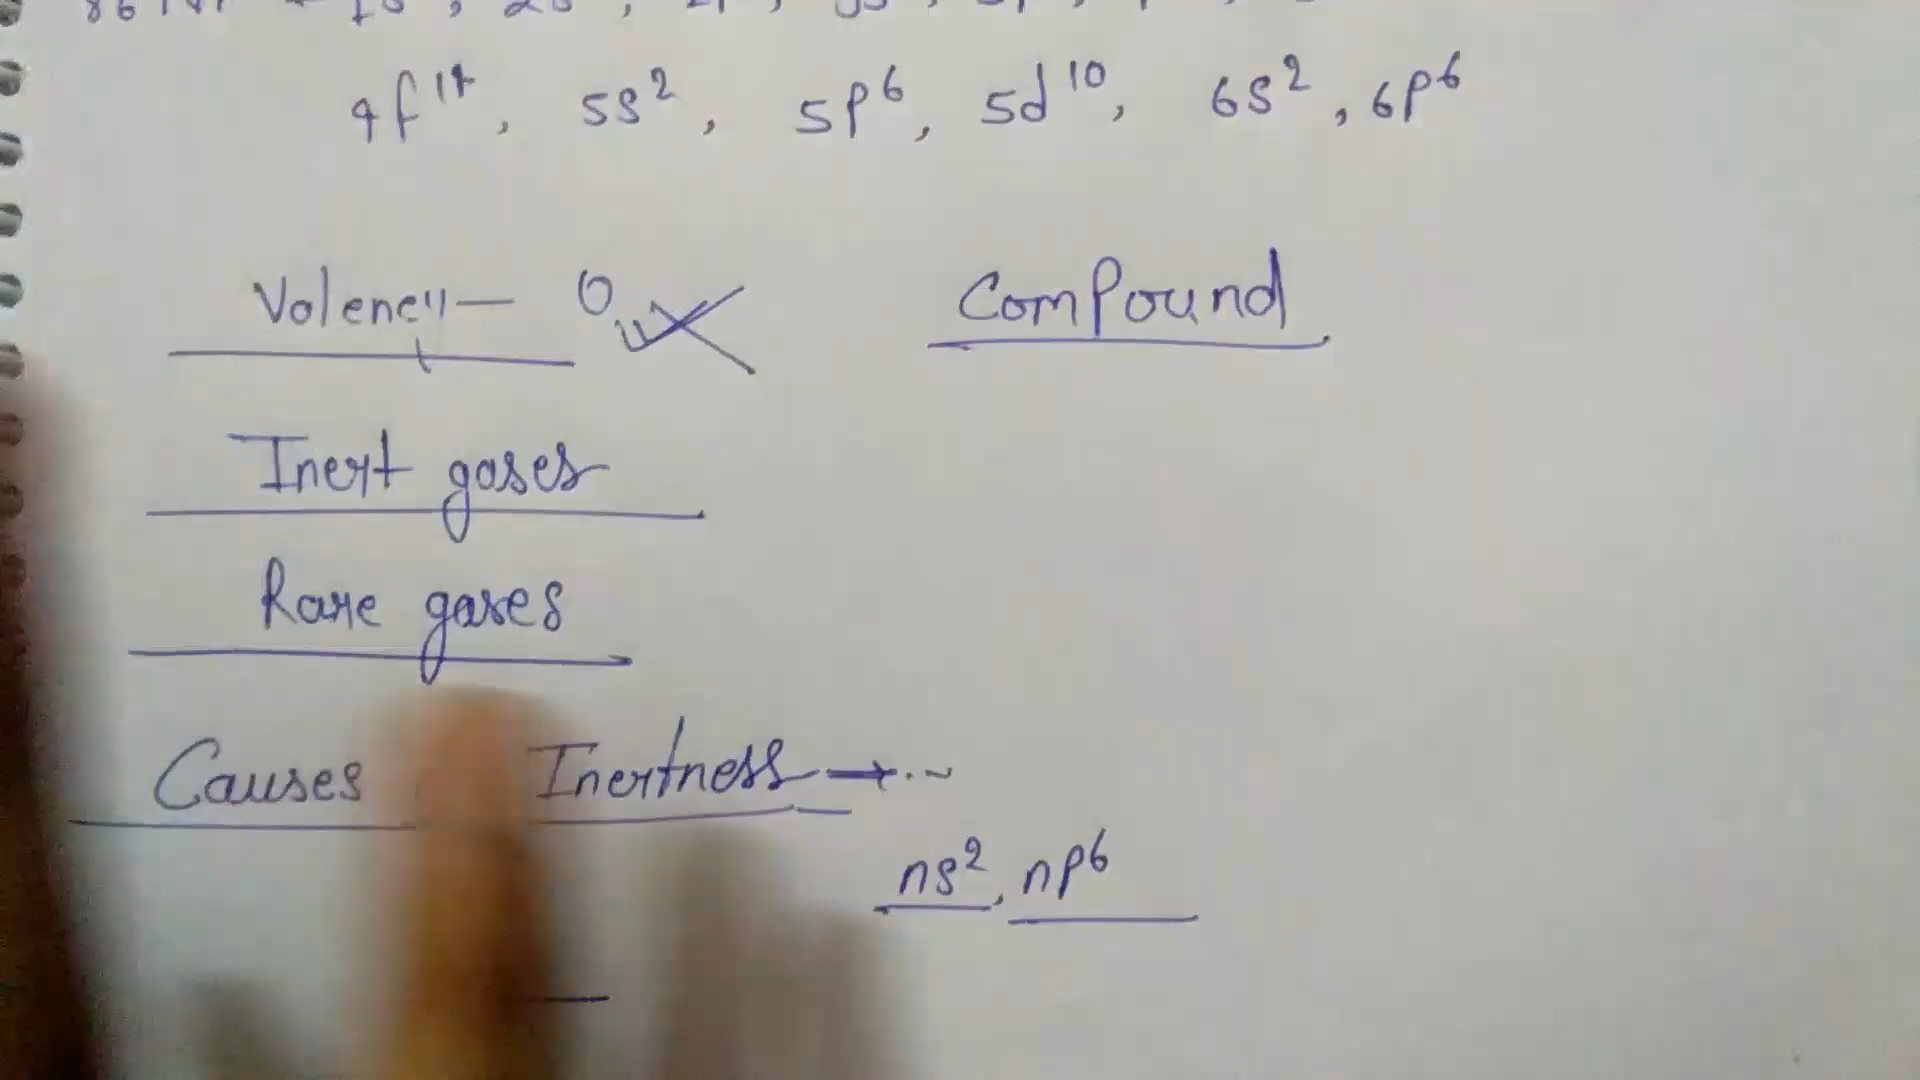 4f¹⁴, 5s², 5p⁶, 5d¹⁰, 6s², 6p⁶
Valency — 0 Compound
Inert gases
Rare gases
Causes Inertness →
ns², np⁶